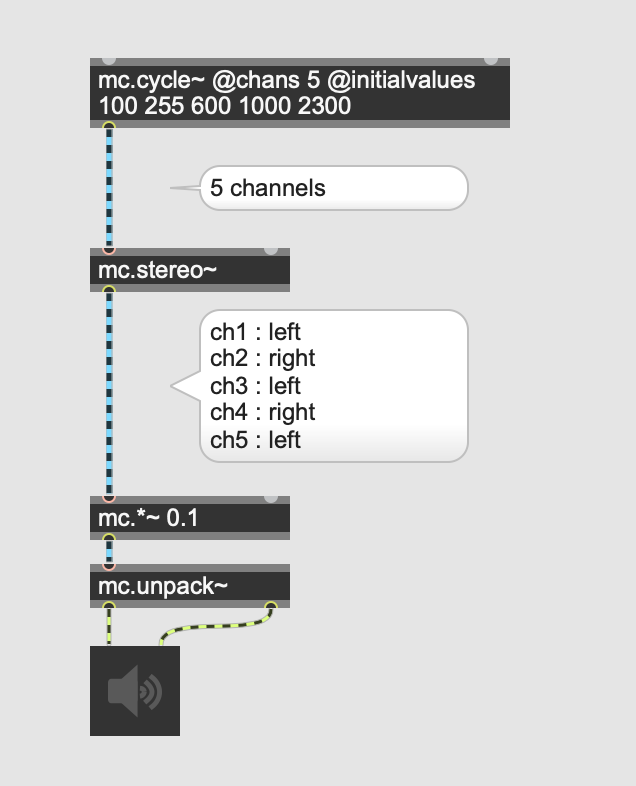 mc.cycle~ @chans 5 @initialvalues
100 255 600 1000 2300
5 channels
mc.stereo~
ch1 : left
ch2 : right
ch3 : left
ch4 : right
ch5 : left
mc.*~ 0.1
mc.unpack~